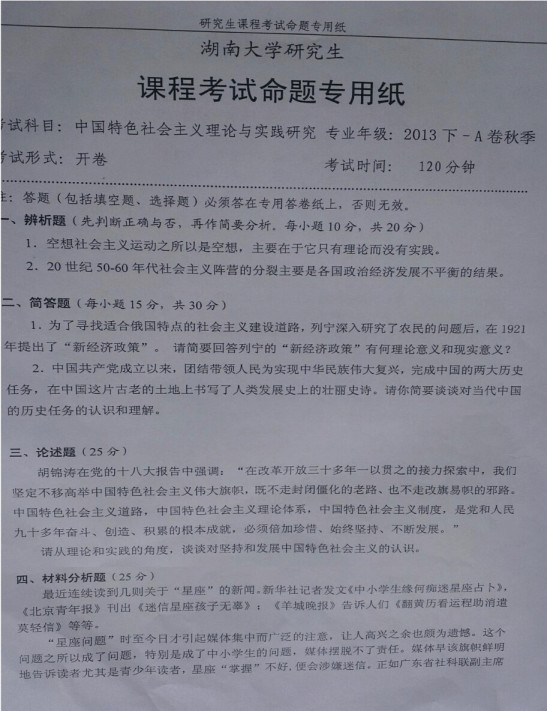 研究生课程考试命题专用纸
湖南大学研究生
课程考试命题专用纸
考试科目：中国特色社会主义理论与实践研究 专业年级：2013 下－A 卷秋季
考试形式：开卷 考试时间： 120 分钟
注：答题（包括填空题、选择题）必须答在专用答卷纸上，否则无效。
一、辨析题（先判断正确与否，再作简要分析。每小题 10 分，共 20 分）
1．空想社会主义运动之所以是空想，主要在于它只有理论而没有实践。
2．20 世纪 50-60 年代社会主义阵营的分裂主要是各国政治经济发展不平衡的结果。
二、简答题（每小题 15 分，共 30 分）
1．为了寻找适合俄国特点的社会主义建设道路，列宁深入研究了农民的问题后，在 1921
年提出了“新经济政策”。 请简要回答列宁的“新经济政策”有何理论意义和现实意义？
2．中国共产党成立以来，团结带领人民为实现中华民族伟大复兴，完成中国的两大历史
任务，在中国这片古老的土地上书写了人类发展史上的壮丽史诗。请你简要谈谈对当代中国
的历史任务的认识和理解。
三、论述题（25 分）
胡锦涛在党的十八大报告中强调：“在改革开放三十多年一以贯之的接力探索中，我们
坚定不移高举中国特色社会主义伟大旗帜，既不走封闭僵化的老路、也不走改旗易帜的邪路。
中国特色社会主义道路，中国特色社会主义理论体系，中国特色社会主义制度，是党和人民
九十多年奋斗、创造、积累的根本成就，必须倍加珍惜、始终坚持、不断发展。”
请从理论和实践的角度，谈谈对坚持和发展中国特色社会主义的认识。
四、材料分析题（25 分）
最近连续读到几则关于“星座”的新闻。新华社记者发文《中小学生缘何痴迷星座占卜》，
《北京青年报》刊出《迷信星座孩子无辜》；《羊城晚报》告诉人们《翻黄历看运程助消遣
莫轻信》等等。
“星座问题”时至今日才引起媒体集中而广泛的注意，让人高兴之余也颇为遗憾。这个
问题之所以成了问题，特别是成了中小学生的问题，媒体摆脱不了责任。媒体早该旗帜鲜明
地告诉读者尤其是青少年读者，星座“掌握”不好，便会涉嫌迷信，正如广东省社科联副主席